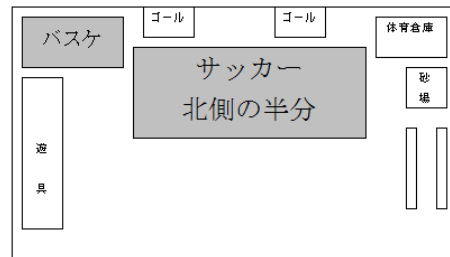 バスケ
ゴール
ゴール
体育倉庫
サッカー
北側の半分
砂
場
遊
具